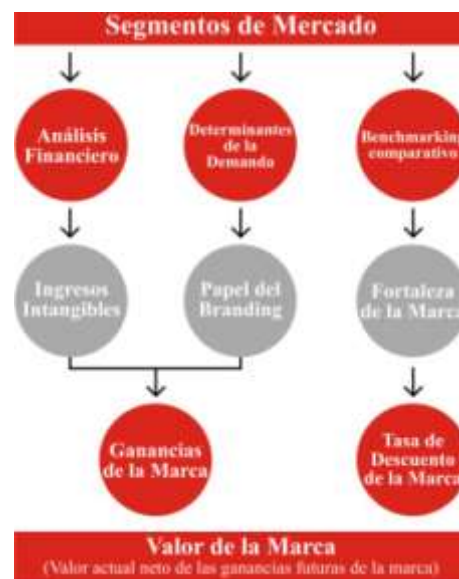 Segmentos de Mercado
Análisis
Financiero
Determinantes
de la
Demanda
Benchmarking
comparativo
Ingresos
Intangibles
Papel del
Branding
Fortaleza
de la Marca
Ganancias
de la Marca
Tasa de
Descuento
de la Marca
Valor de la Marca
(Valor actual neto de las ganancias futuras de la marca)